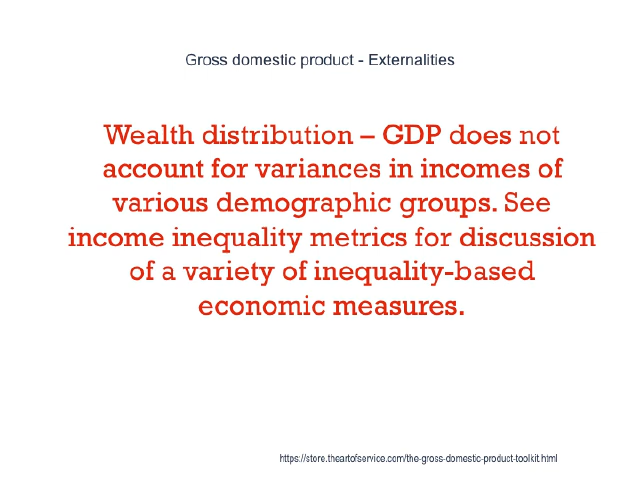 Gross domestic product - Externalities
Wealth distribution – GDP does not
account for variances in incomes of
various demographic groups. See
income inequality metrics for discussion
of a variety of inequality-based
economic measures.
https://store.theartofservice.com/the-gross-domestic-product-toolkit.html